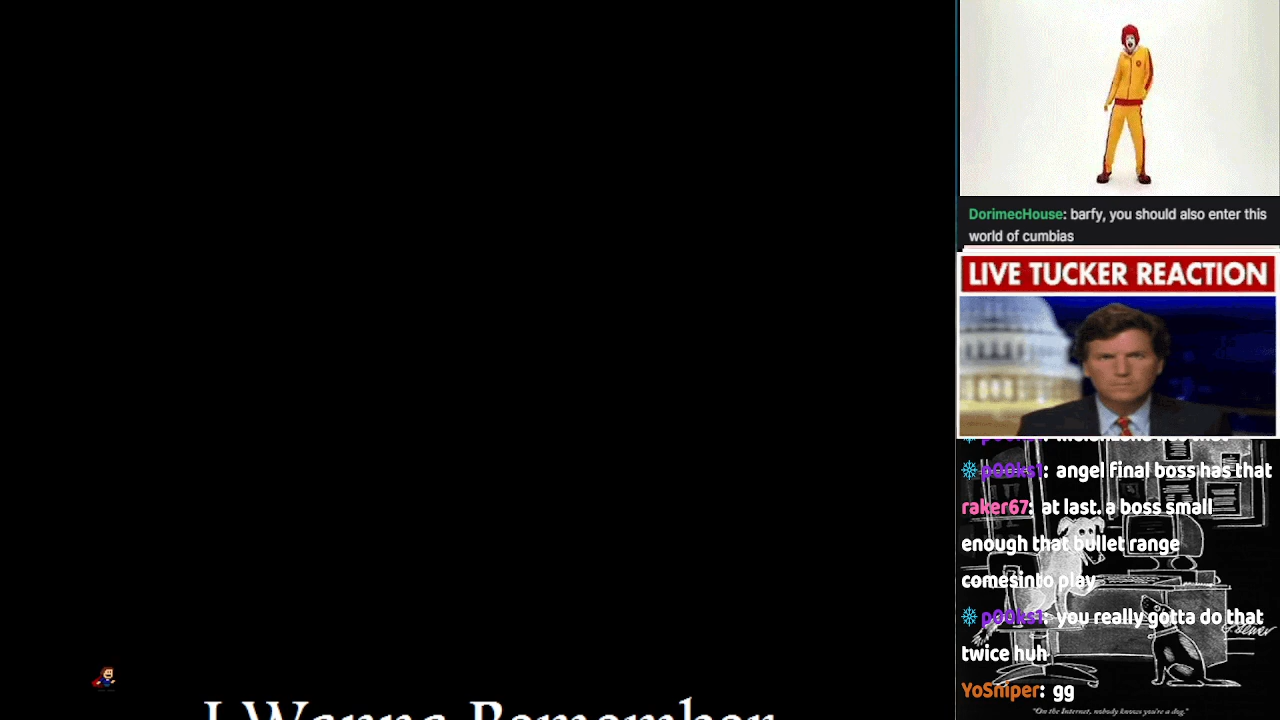 DorimecHouse: barfy, you should also enter this
world of cumbias
LIVE TUCKER REACTION
p00ks1: angel final boss has that
raker67: at last. a boss small
enough that bullet range
comesinto play
p00ks1: you really gotta do that
twice huh
YoSniper: gg
"On the Internet, nobody knows you're a dog."
I Wanna Remember